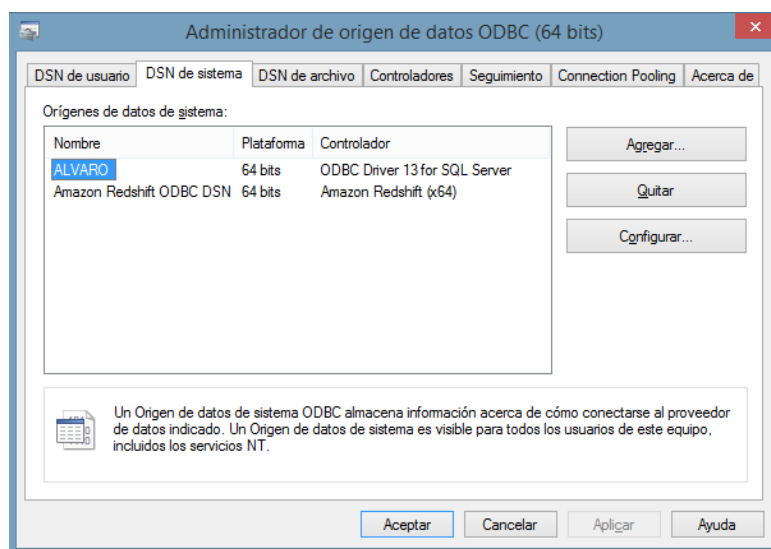 Administrador de origen de datos ODBC (64 bits)
DSN de usuario DSN de sistema DSN de archivo Controladores Seguimiento Connection Pooling Acerca de
Orígenes de datos de sistema:
Nombre Plataforma Controlador
ALVARO 64 bits ODBC Driver 13 for SQL Server
Amazon Redshift ODBC DSN 64 bits Amazon Redshift (x64)
Agregar...
Quitar
Configurar...
Un Origen de datos de sistema ODBC almacena información acerca de cómo conectarse al proveedor
de datos indicado. Un Origen de datos de sistema es visible para todos los usuarios de este equipo,
incluidos los servicios NT.
Aceptar Cancelar Aplicar Ayuda